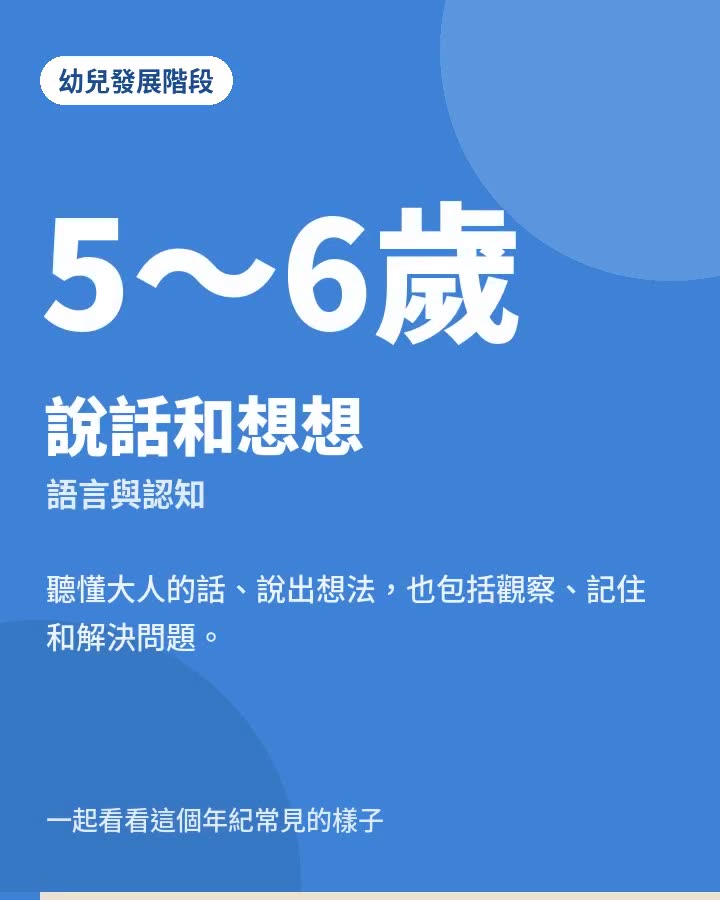 幼兒發展階段
5～6歲
說話和想想
語言與認知
聽懂大人的話、說出想法，也包括觀察、記住
和解決問題。
一起看看這個年紀常見的樣子